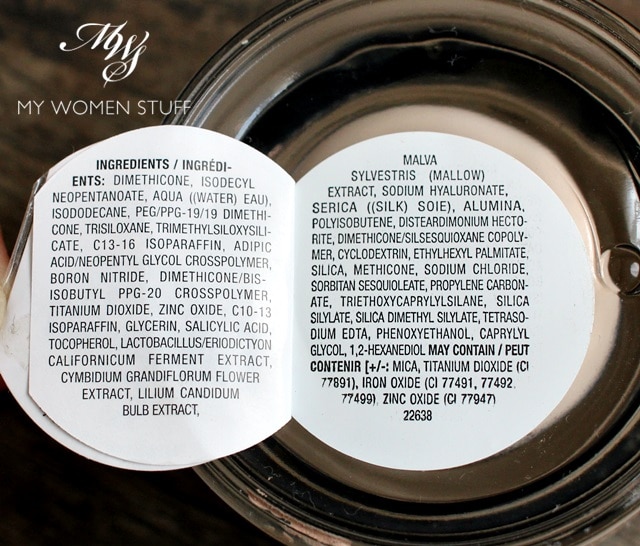 MWS
MY WOMEN STUFF
INGREDIENTS / INGRÉDI-
ENTS: DIMETHICONE, ISODECYL
NEOPENTANOATE, AQUA ((WATER) EAU),
ISODODECANE, PEG/PPG-19/19 DIMETHI-
CONE, TRISILOXANE, TRIMETHYLSILOXYSILI-
CATE, C13-16 ISOPARAFFIN, ADIPIC
ACID/NEOPENTYL GLYCOL CROSSPOLYMER,
BORON NITRIDE, DIMETHICONE/BIS-
ISOBUTYL PPG-20 CROSSPOLYMER,
TITANIUM DIOXIDE, ZINC OXIDE, C10-13
ISOPARAFFIN, GLYCERIN, SALICYLIC ACID,
TOCOPHEROL, LACTOBACILLUS/ERIODICTYON
CALIFORNICUM FERMENT EXTRACT,
CYMBIDIUM GRANDIFLORUM FLOWER
EXTRACT, LILIUM CANDIDUM
BULB EXTRACT,
MALVA
SYLVESTRIS (MALLOW)
EXTRACT, SODIUM HYALURONATE,
SERICA ((SILK) SOIE), ALUMINA,
POLYISOBUTENE, DISTEARDIMONIUM HECTO-
RITE, DIMETHICONE/SILSESQUIOXANE COPOLY-
MER, CYCLODEXTRIN, ETHYLHEXYL PALMITATE,
SILICA, METHICONE, SODIUM CHLORIDE,
SORBITAN SESQUIOLEATE, PROPYLENE CARBON-
ATE, TRIETHOXYCAPRYLYLSILANE, SILICA
SILYLATE, SILICA DIMETHYL SILYLATE, TETRASO-
DIUM EDTA, PHENOXYETHANOL, CAPRYLYL
GLYCOL, 1,2-HEXANEDIOL MAY CONTAIN / PEUT
CONTENIR [+/-: MICA, TITANIUM DIOXIDE (CI
77891), IRON OXIDE (CI 77491, 77492,
77499), ZINC OXIDE (CI 77947)
22638